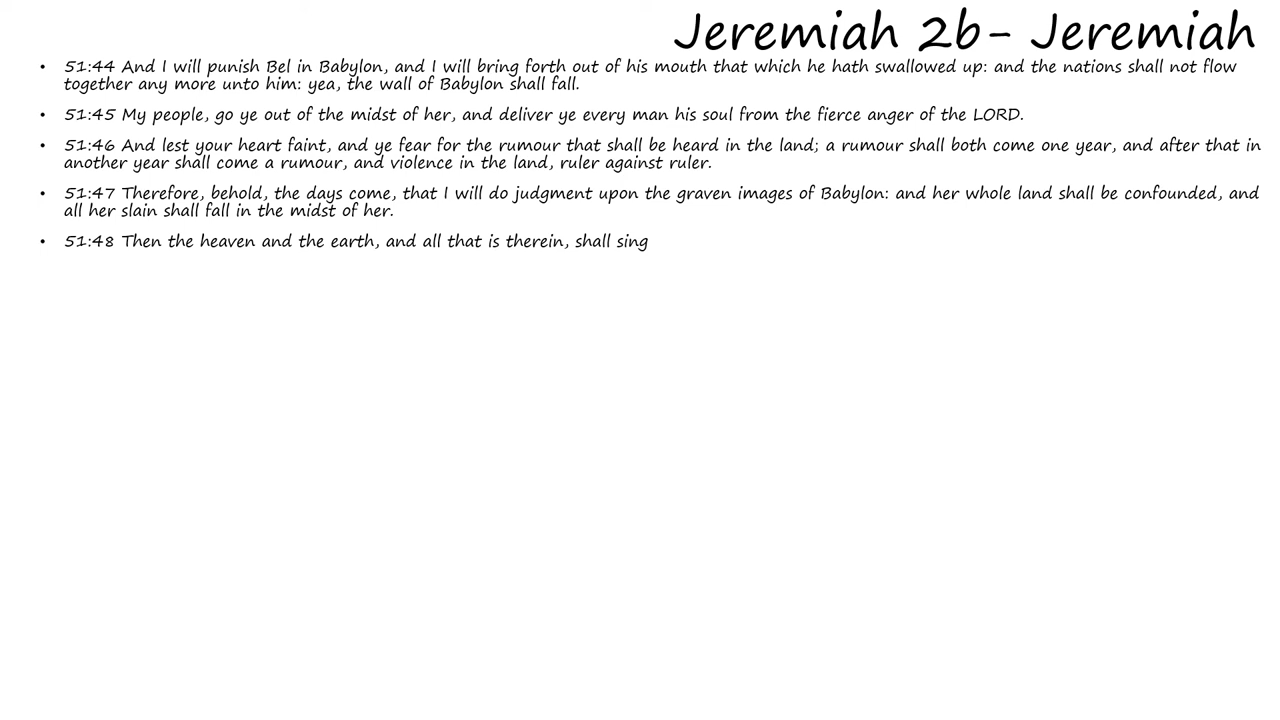 Jeremiah 2b- Jeremiah
• 51:44 And I will punish Bel in Babylon, and I will bring forth out of his mouth that which he hath swallowed up: and the nations shall not flow
together any more unto him: yea, the wall of Babylon shall fall.
• 51:45 My people, go ye out of the midst of her, and deliver ye every man his soul from the fierce anger of the LORD.
• 51:46 And lest your heart faint, and ye fear for the rumour that shall be heard in the land; a rumour shall both come one year, and after that in
another year shall come a rumour, and violence in the land, ruler against ruler.
• 51:47 Therefore, behold, the days come, that I will do judgment upon the graven images of Babylon: and her whole land shall be confounded, and
all her slain shall fall in the midst of her.
• 51:48 Then the heaven and the earth, and all that is therein, shall sing